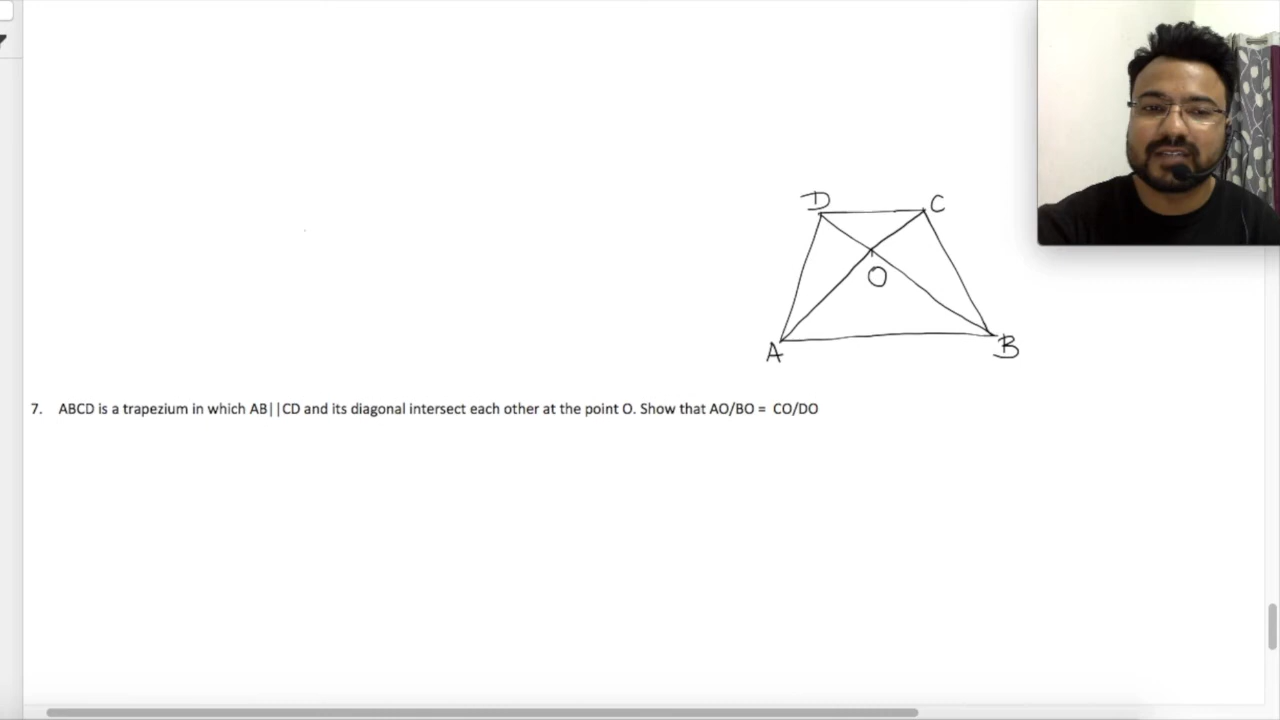 D C
O
A B
7. ABCD is a trapezium in which AB||CD and its diagonal intersect each other at the point O. Show that AO/BO = CO/DO